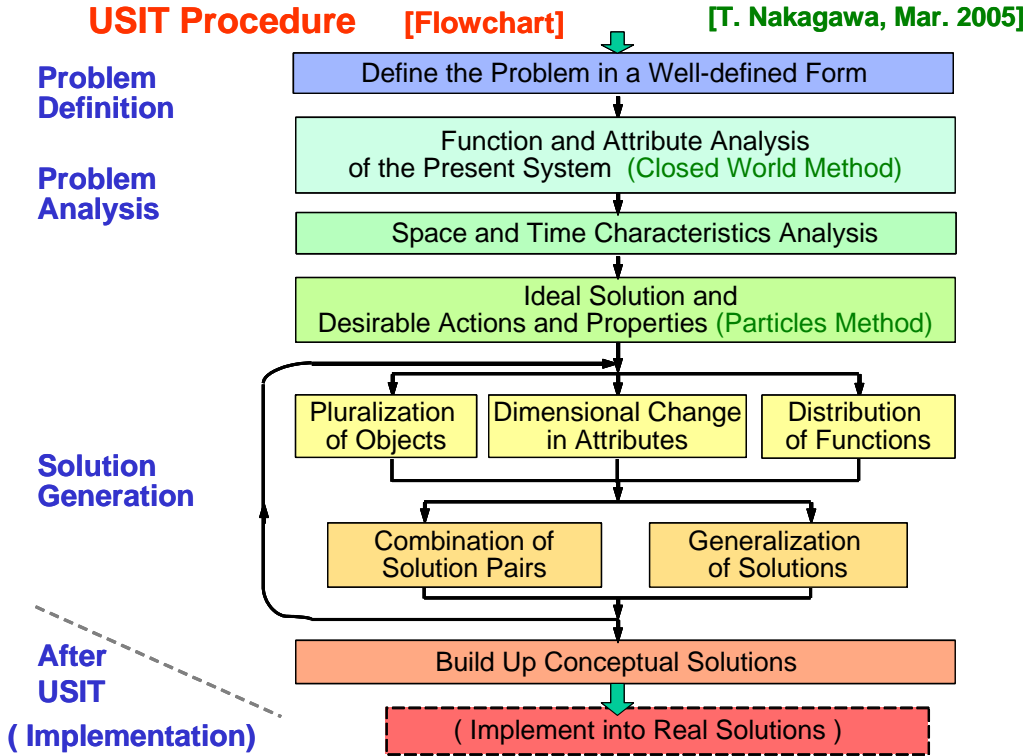 USIT Procedure [Flowchart] [T. Nakagawa, Mar. 2005]
Problem
Definition
Define the Problem in a Well-defined Form
Problem
Analysis
Function and Attribute Analysis
of the Present System (Closed World Method)
Space and Time Characteristics Analysis
Ideal Solution and
Desirable Actions and Properties (Particles Method)
Solution
Generation
Pluralization
of Objects
Dimensional Change
in Attributes
Distribution
of Functions
Combination of
Solution Pairs
Generalization
of Solutions
After
USIT
( Implementation)
Build Up Conceptual Solutions
( Implement into Real Solutions )